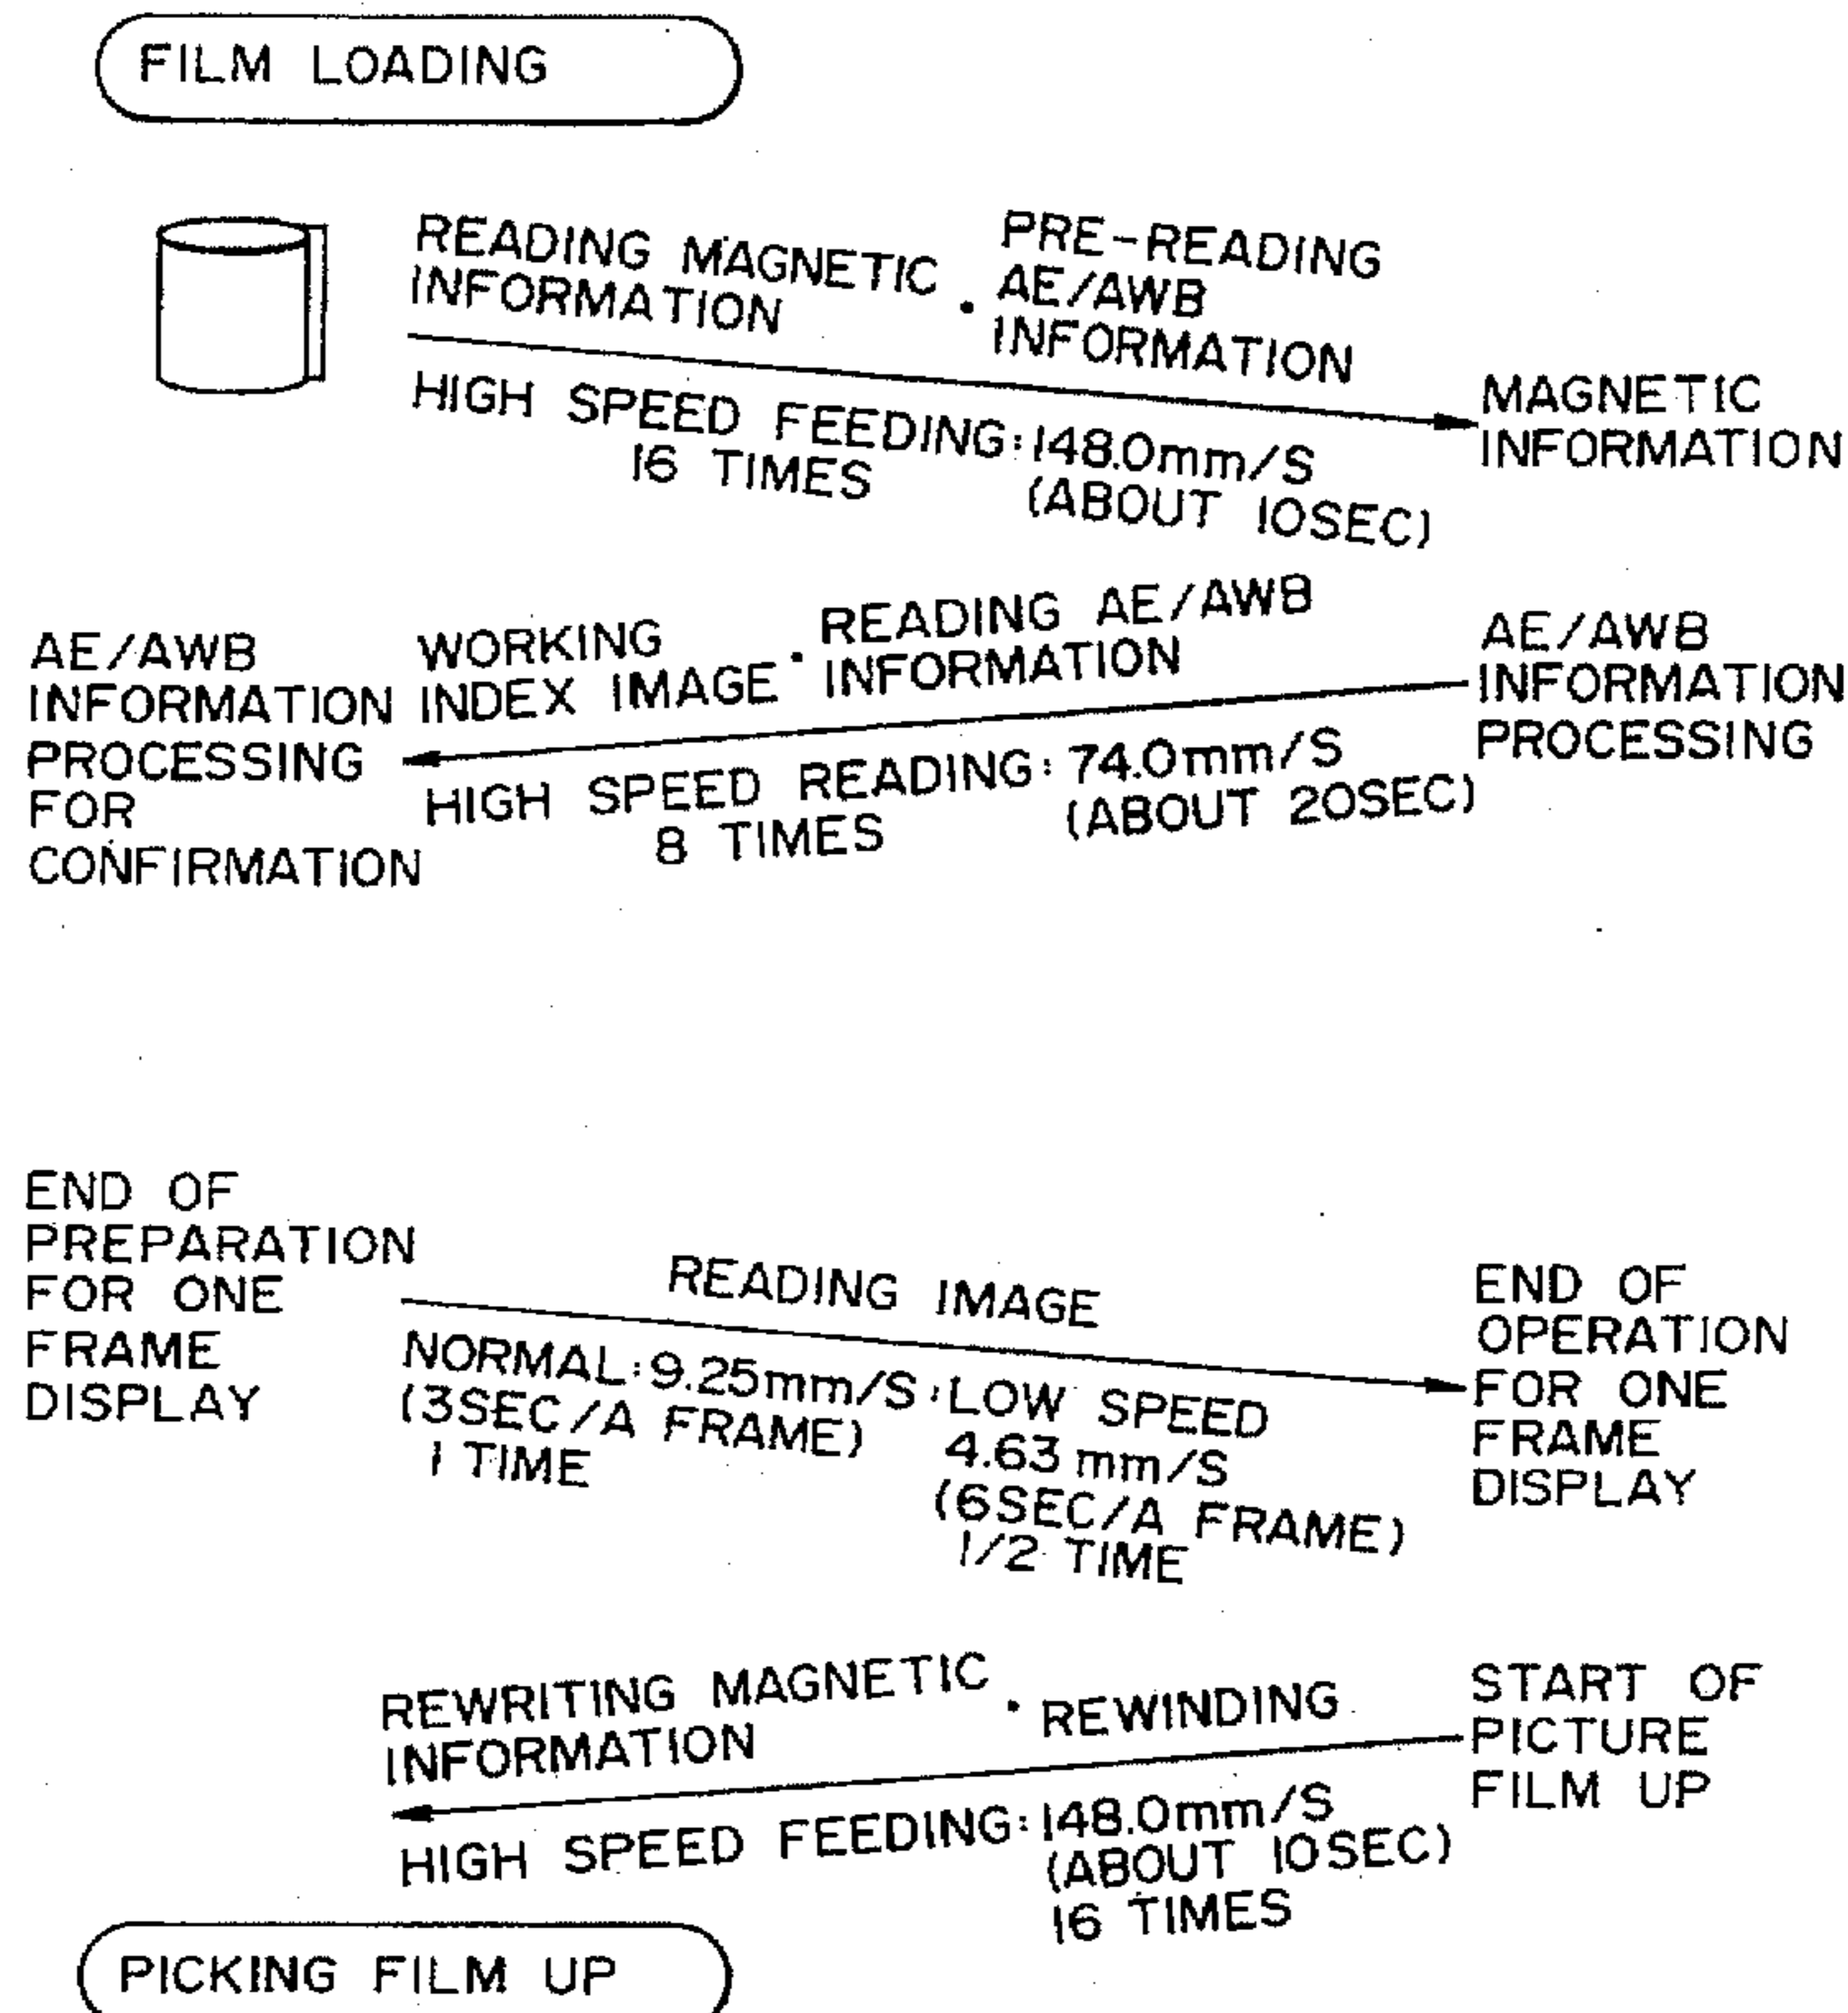 FILM LOADING
READING MAGNETIC
INFORMATION
· PRE-READING
AE/AWB
INFORMATION
HIGH SPEED FEEDING: 148.0mm/S
16 TIMES (ABOUT 10SEC)
MAGNETIC
INFORMATION
AE/AWB
INFORMATION
PROCESSING
WORKING
INDEX IMAGE
· READING AE/AWB
INFORMATION
HIGH SPEED READING: 74.0mm/S
8 TIMES (ABOUT 20SEC)
AE/AWB
INFORMATION
PROCESSING
FOR
CONFIRMATION
END OF
PREPARATION
FOR ONE
FRAME
DISPLAY
READING IMAGE
NORMAL: 9.25mm/S:
(3SEC/A FRAME)
1 TIME
LOW SPEED
4.63 mm/S
(6SEC/A FRAME)
1/2 TIME
END OF
OPERATION
FOR ONE
FRAME
DISPLAY
START OF
PICTURE
FILM UP
REWRITING MAGNETIC
INFORMATION
· REWINDING
HIGH SPEED FEEDING: 148.0mm/S
(ABOUT 10SEC)
16 TIMES
PICKING FILM UP